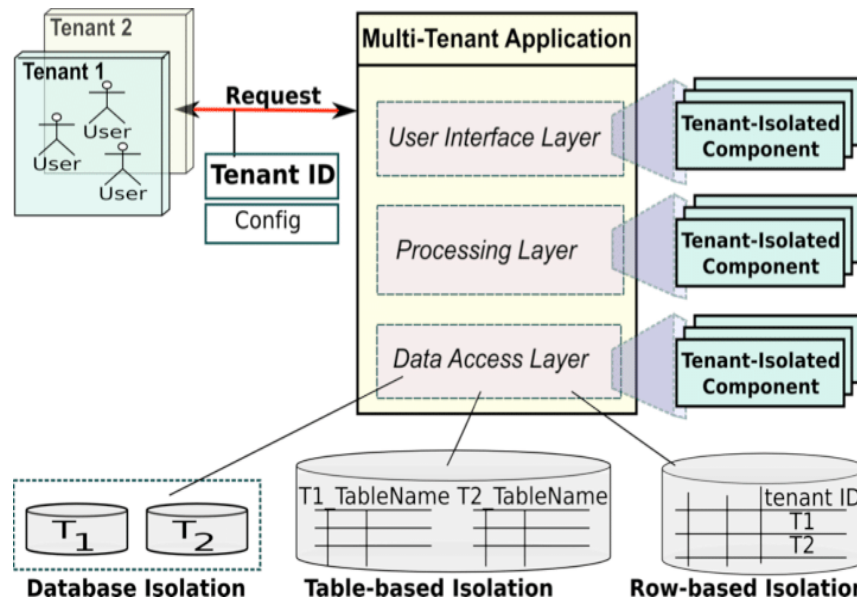 Tenant 2
Tenant 1
User
User
User
Request
Tenant ID
Config
Multi-Tenant Application
User Interface Layer
Processing Layer
Data Access Layer
Tenant-Isolated
Component
Tenant-Isolated
Component
Tenant-Isolated
Component
T1
T2
Database Isolation
T1_TableName T2_TableName
Table-based Isolation
tenant ID
T1
T2
Row-based Isolation